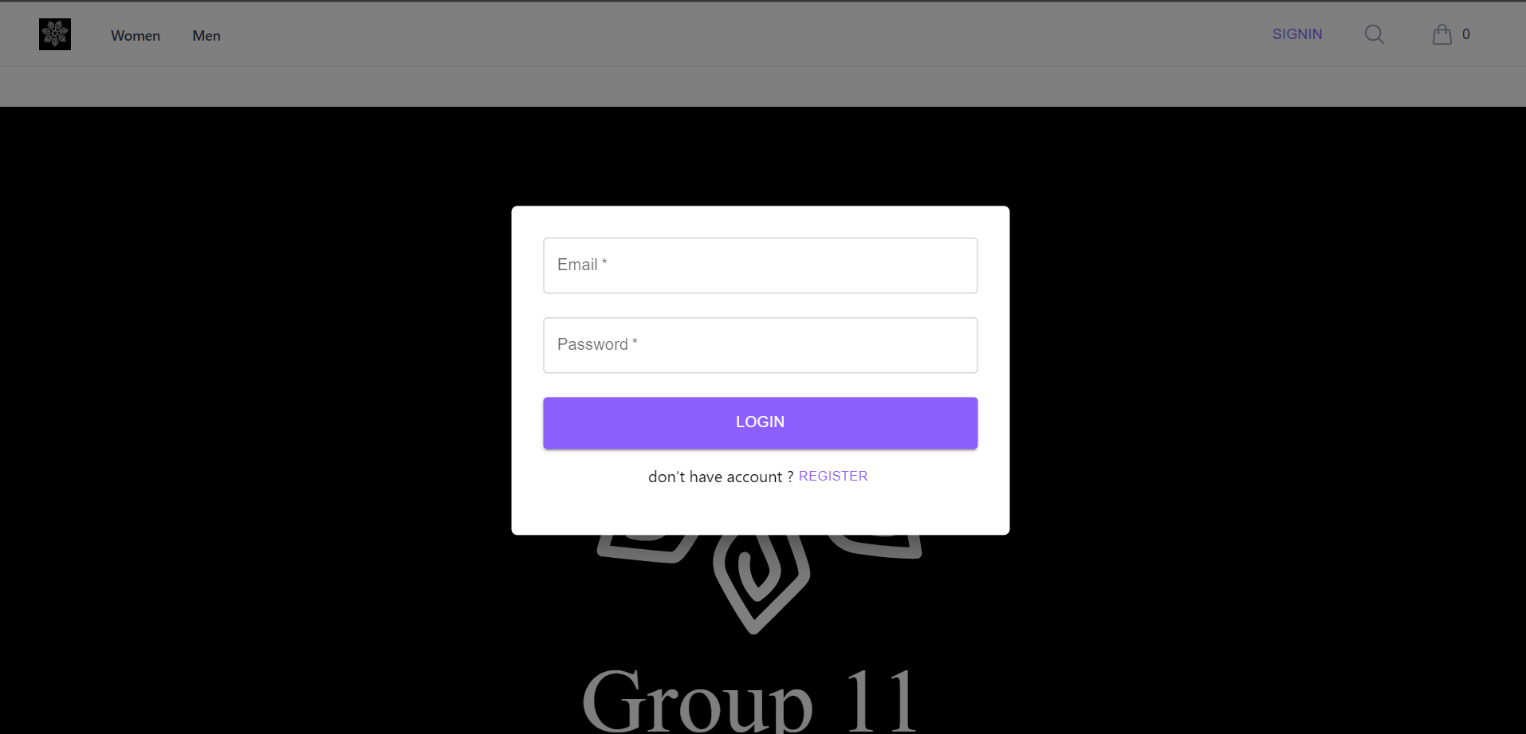 Women Men SIGNIN 0
Email *
Password *
LOGIN
don't have account ? REGISTER
Group 11